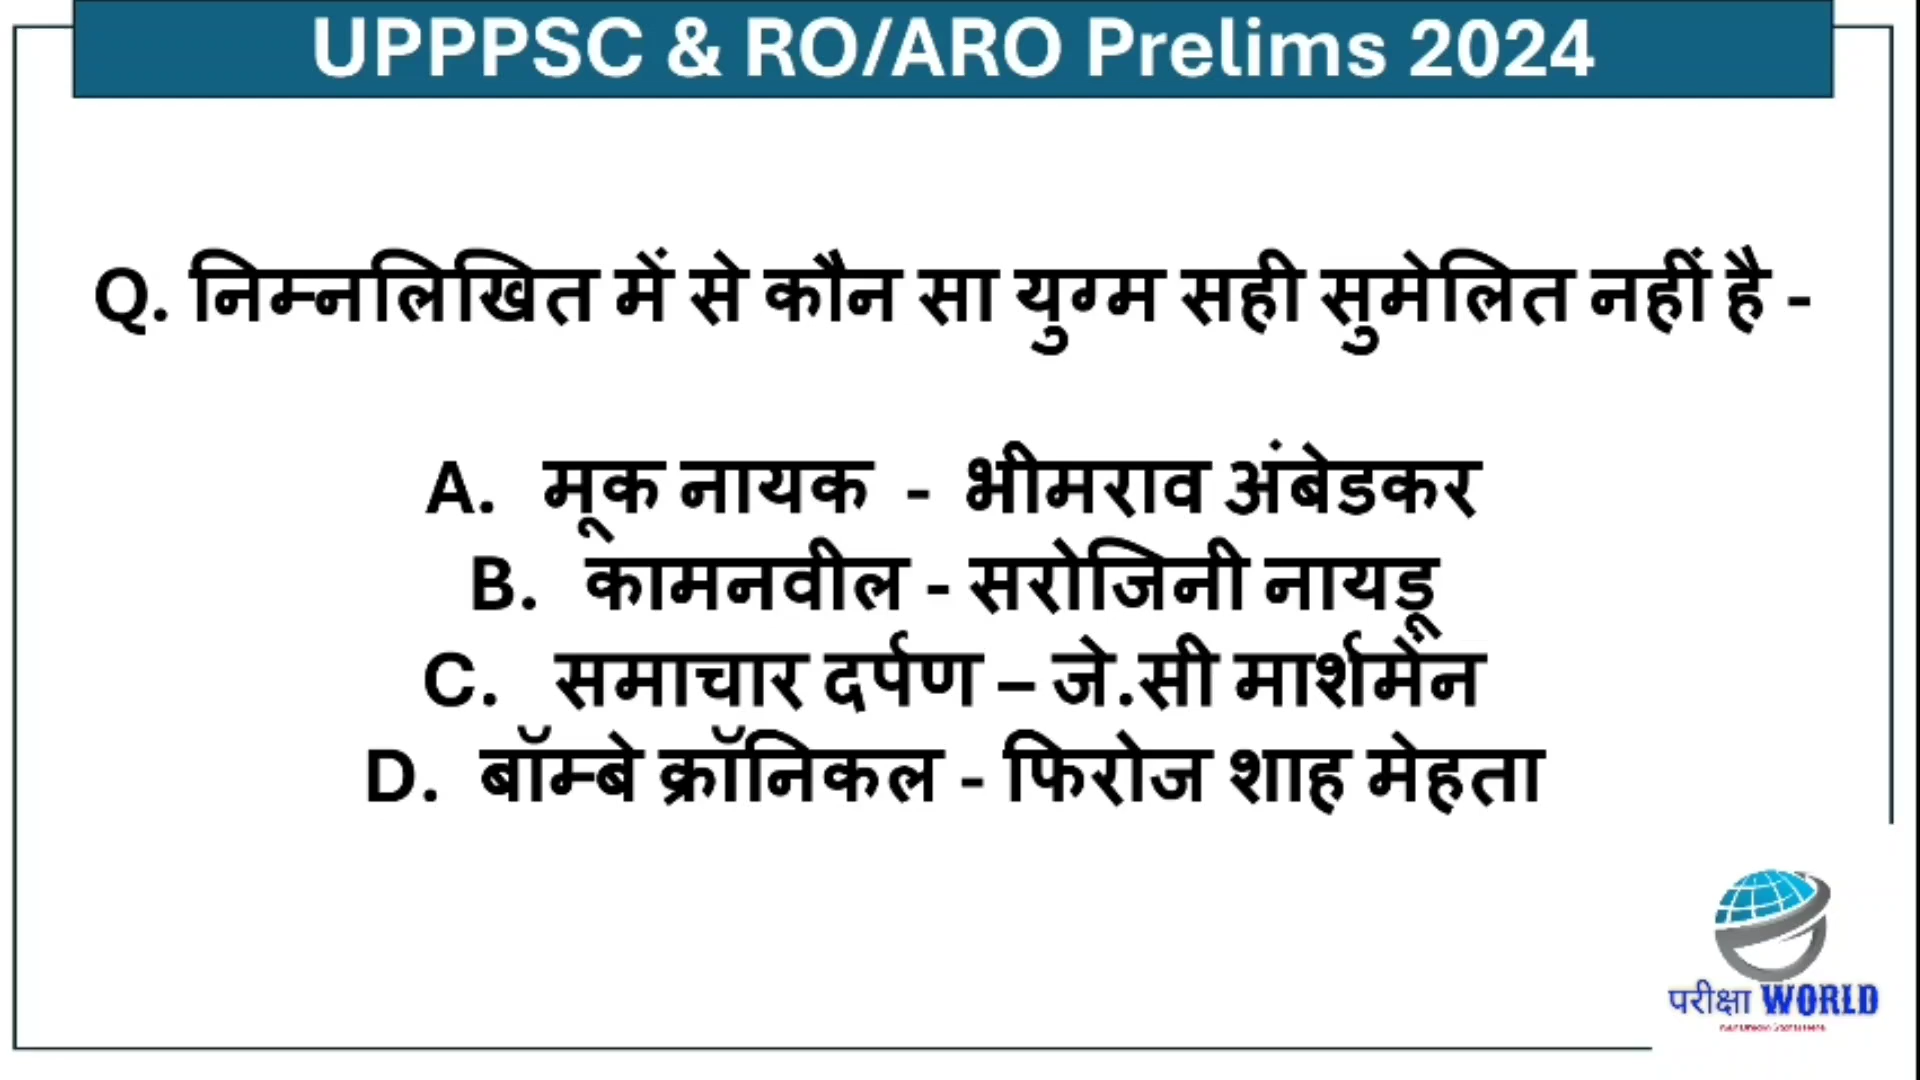 UPPPSC & RO/ARO Prelims 2024
Q. निम्नलिखित में से कौन सा युग्म सही सुमेलित नहीं है -
A. मूक नायक - भीमराव अंबेडकर
B. कामनवील - सरोजिनी नायडू
C. समाचार दर्पण – जे.सी मार्शमैन
D. बॉम्बे क्रॉनिकल - फिरोज शाह मेहता
परीक्षा WORLD